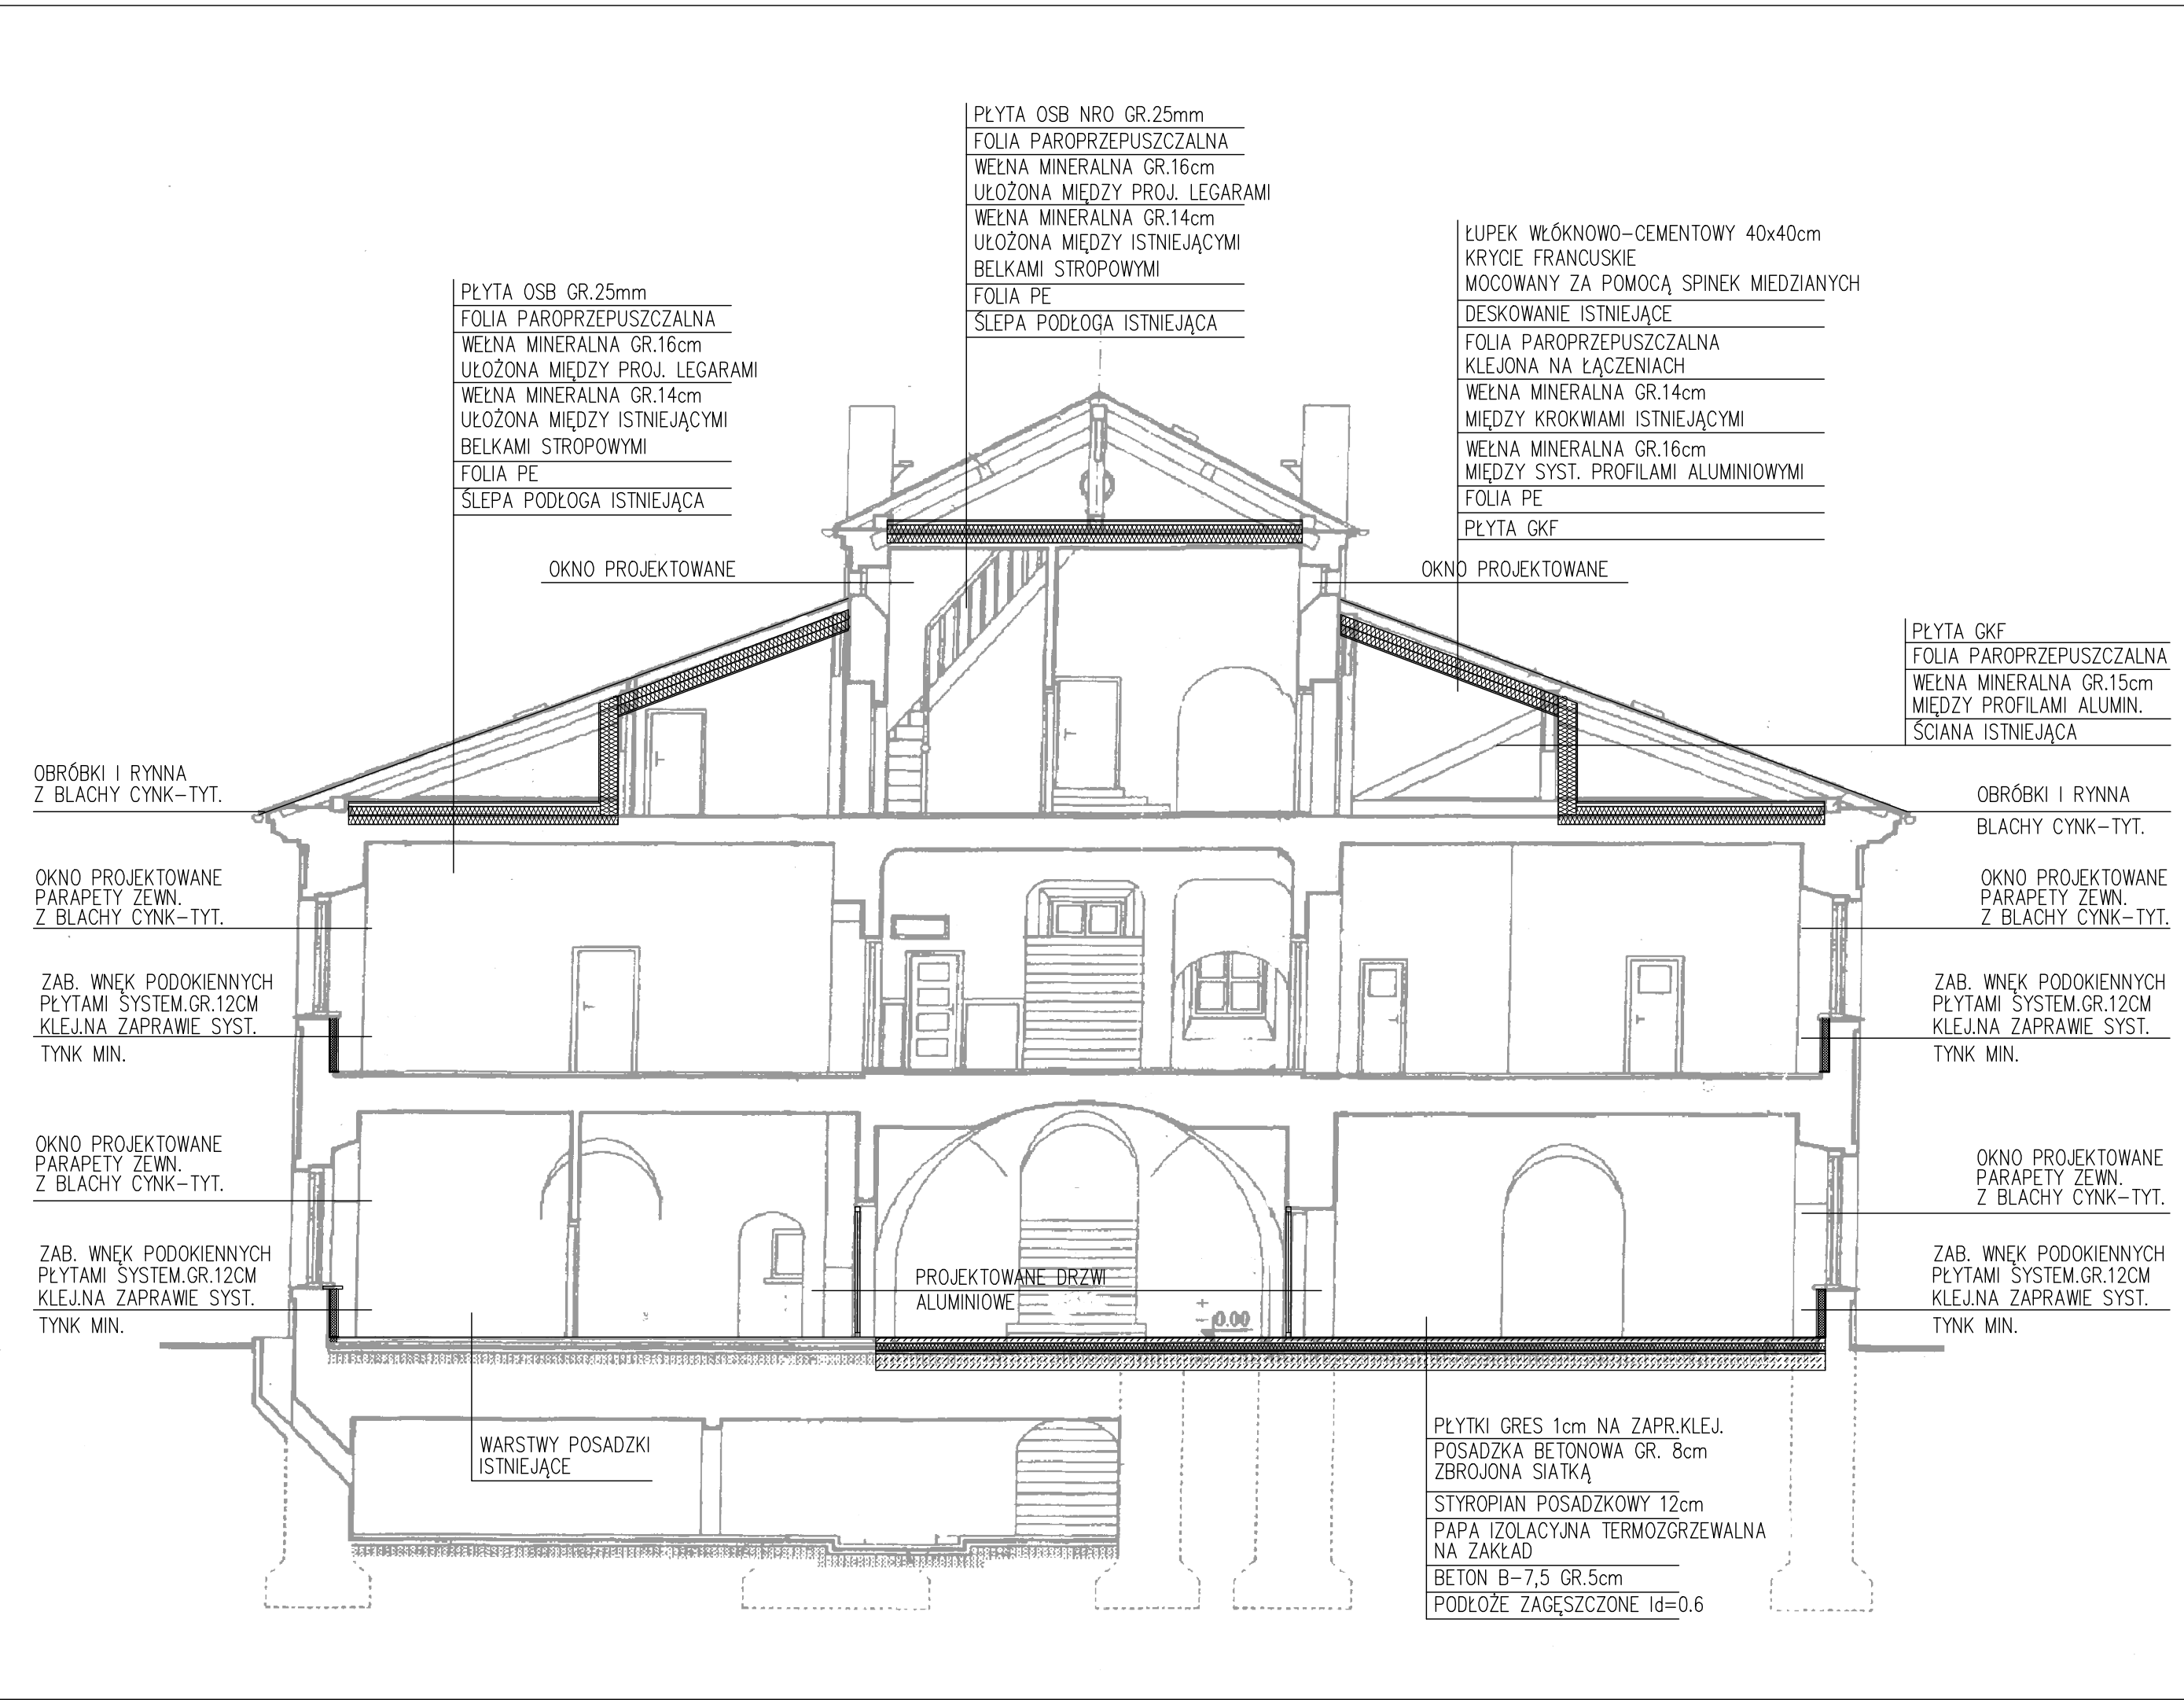 PŁYTA OSB NRO GR.25mm
FOLIA PAROPRZEPUSZCZALNA
WEŁNA MINERALNA GR.16cm
UŁOŻONA MIĘDZY PROJ. LEGARAMI
WEŁNA MINERALNA GR.14cm
UŁOŻONA MIĘDZY ISTNIEJĄCYMI
BELKAMI STROPOWYMI
FOLIA PE
ŚLEPA PODŁOGA ISTNIEJĄCA
ŁUPEK WŁÓKNOWO-CEMENTOWY 40x40cm
KRYCIE FRANCUSKIE
MOCOWANY ZA POMOCĄ SPINEK MIEDZIANYCH
DESKOWANIE ISTNIEJĄCE
FOLIA PAROPRZEPUSZCZALNA
KLEJONA NA ŁĄCZENIACH
WEŁNA MINERALNA GR.14cm
MIĘDZY KROKWIAMI ISTNIEJĄCYMI
WEŁNA MINERALNA GR.16cm
MIĘDZY SYST. PROFILAMI ALUMINIOWYMI
FOLIA PE
PŁYTA GKF
PŁYTA OSB GR.25mm
FOLIA PAROPRZEPUSZCZALNA
WEŁNA MINERALNA GR.16cm
UŁOŻONA MIĘDZY PROJ. LEGARAMI
WEŁNA MINERALNA GR.14cm
UŁOŻONA MIĘDZY ISTNIEJĄCYMI
BELKAMI STROPOWYMI
FOLIA PE
ŚLEPA PODŁOGA ISTNIEJĄCA
OKNO PROJEKTOWANE
OKNO PROJEKTOWANE
PŁYTA GKF
FOLIA PAROPRZEPUSZCZALNA
WEŁNA MINERALNA GR.15cm
MIĘDZY PROFILAMI ALUMIN.
ŚCIANA ISTNIEJĄCA
OBRÓBKI I RYNNA
Z BLACHY CYNK-TYT.
OBRÓBKI I RYNNA
BLACHY CYNK-TYT.
OKNO PROJEKTOWANE
PARAPETY ZEWN.
Z BLACHY CYNK-TYT.
OKNO PROJEKTOWANE
PARAPETY ZEWN.
Z BLACHY CYNK-TYT.
ZAB. WNĘK PODOKIENNYCH
PŁYTAMI SYSTEM.GR.12CM
KLEJ.NA ZAPRAWIE SYST.
TYNK MIN.
ZAB. WNĘK PODOKIENNYCH
PŁYTAMI SYSTEM.GR.12CM
KLEJ.NA ZAPRAWIE SYST.
TYNK MIN.
OKNO PROJEKTOWANE
PARAPETY ZEWN.
Z BLACHY CYNK-TYT.
OKNO PROJEKTOWANE
PARAPETY ZEWN.
Z BLACHY CYNK-TYT.
ZAB. WNĘK PODOKIENNYCH
PŁYTAMI SYSTEM.GR.12CM
KLEJ.NA ZAPRAWIE SYST.
TYNK MIN.
PROJEKTOWANE DRZWI
ALUMINIOWE
+
− 0.00
ZAB. WNĘK PODOKIENNYCH
PŁYTAMI SYSTEM.GR.12CM
KLEJ.NA ZAPRAWIE SYST.
TYNK MIN.
WARSTWY POSADZKI
ISTNIEJĄCE
PŁYTKI GRES 1cm NA ZAPR.KLEJ.
POSADZKA BETONOWA GR. 8cm
ZBROJONA SIATKĄ
STYROPIAN POSADZKOWY 12cm
PAPA IZOLACYJNA TERMOZGRZEWALNA
NA ZAKŁAD
BETON B-7,5 GR.5cm
PODŁOŻE ZAGĘSZCZONE Id=0.6